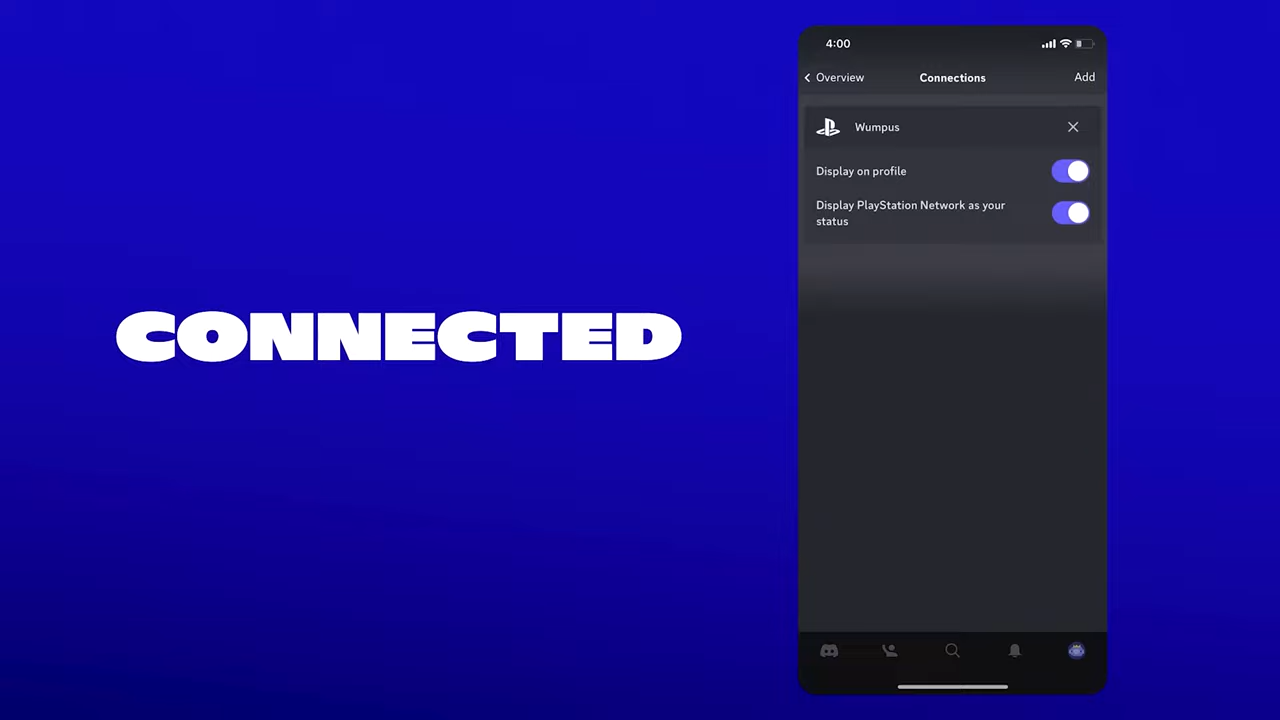 CONNECTED
4:00
Overview
Connections
Add
Wumpus
Display on profile
Display PlayStation Network as your
status